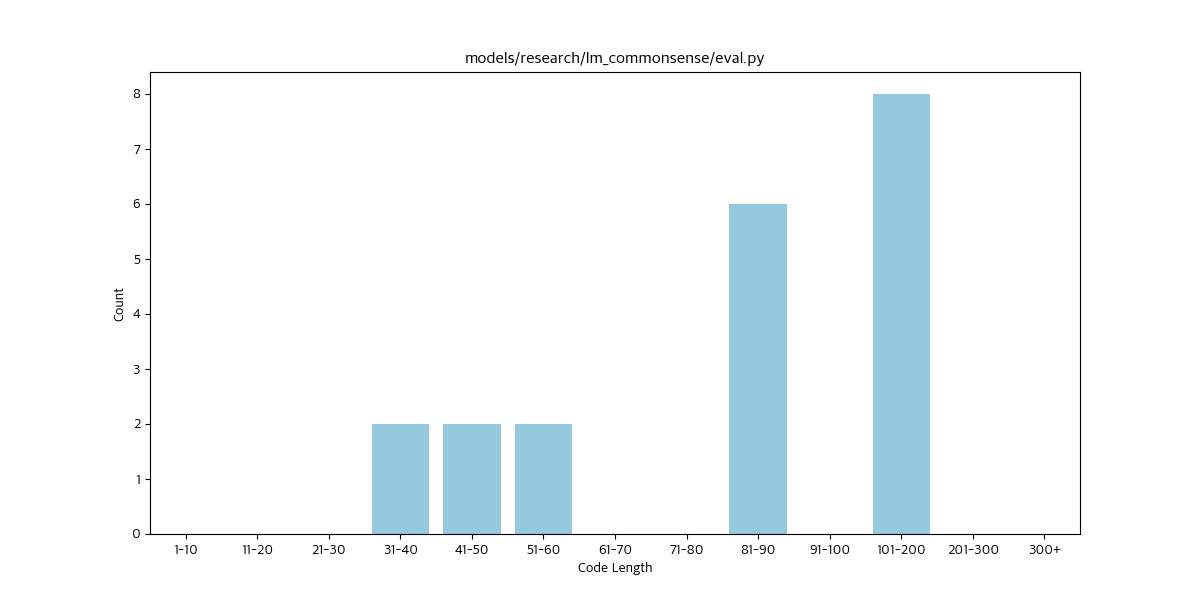 models/research/lm_commonsense/eval.py
Count
8
7
6
5
4
3
2
1
0
1-10 11-20 21-30 31-40 41-50 51-60 61-70 71-80 81-90 91-100 101-200 201-300 300+
Code Length